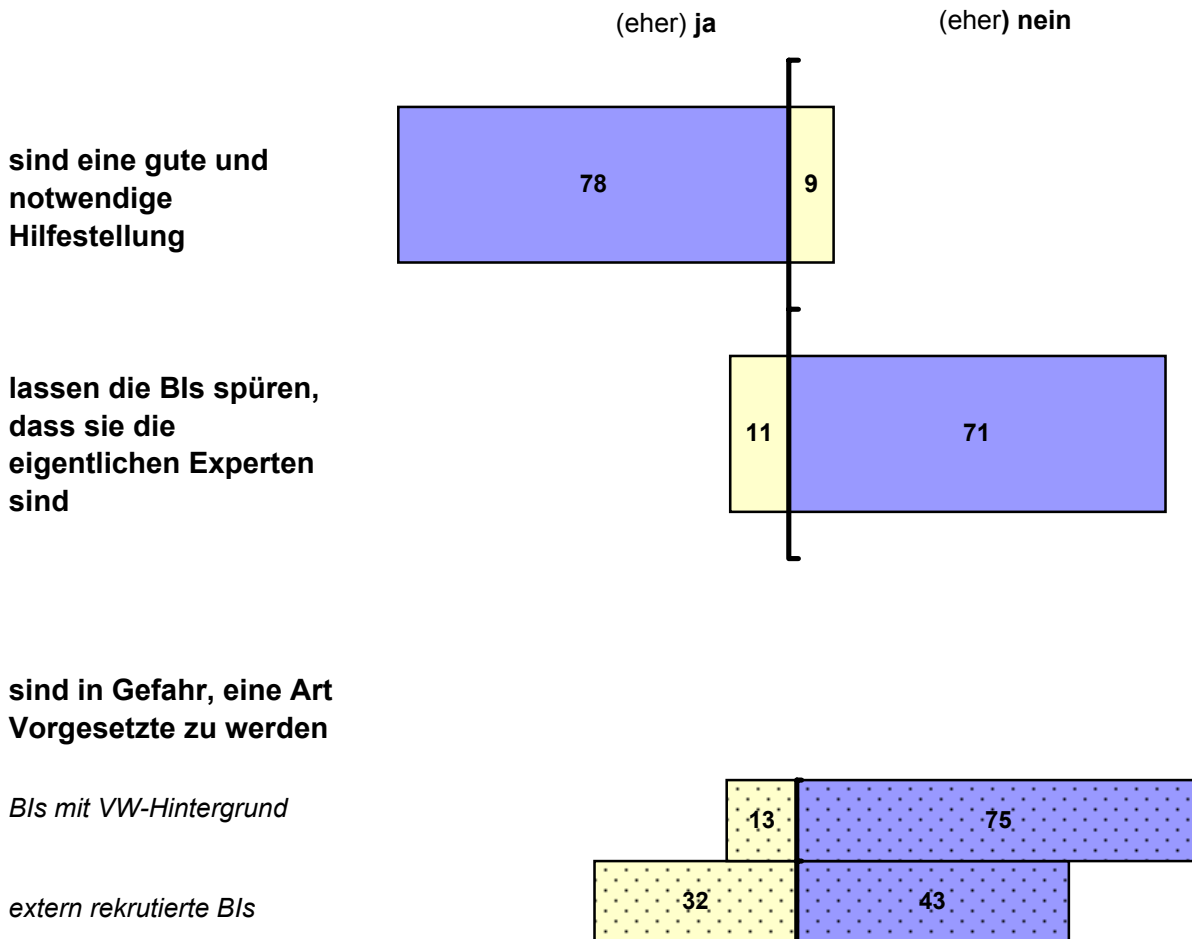 (eher) ja (eher) nein
sind eine gute und
notwendige
Hilfestellung
78 9
lassen die BIs spüren,
dass sie die
eigentlichen Experten
sind
11 71
sind in Gefahr, eine Art
Vorgesetzte zu werden
BIs mit VW-Hintergrund
13 75
extern rekrutierte BIs
32 43